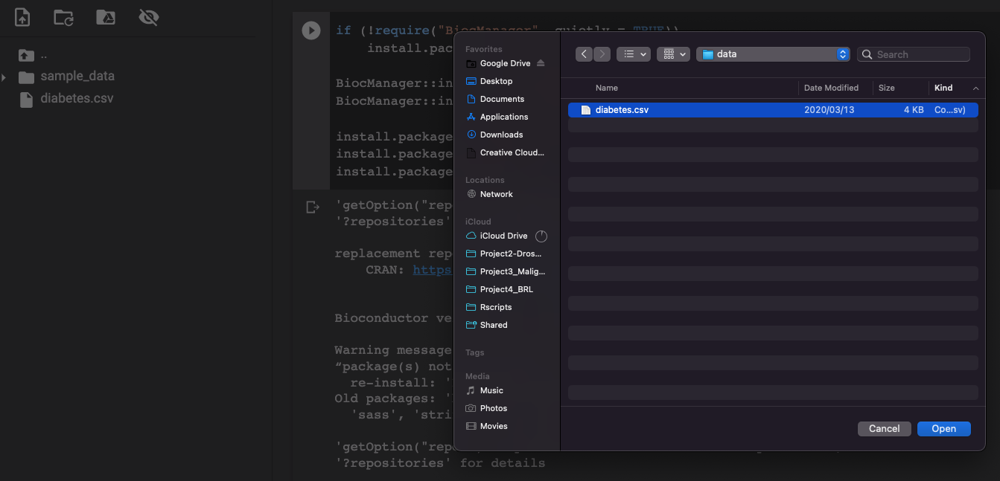 ..
sample_data
diabetes.csv
if (!require("BiocManager", quietly = TRUE))
install.pac
BiocManager::in
BiocManager::in
install.package
install.package
install.package
'getOption("rep
'?repositories'
replacement rep
CRAN: https
Bioconductor ve
Warning message
“package(s) not
re-install: '
Old packages: '
'sass', 'stri
'getOption("repo
'?repositories' for details
Favorites
Google Drive
Desktop
Documents
Applications
Downloads
Creative Cloud...
Locations
Network
iCloud
iCloud Drive
Project2-Dros...
Project3_Malig...
Project4_BRL
Rscripts
Shared
Tags
Media
Music
Photos
Movies
data
Search
Name Date Modified Size Kind
diabetes.csv 2020/03/13 4 KB Co...sv)
Cancel Open